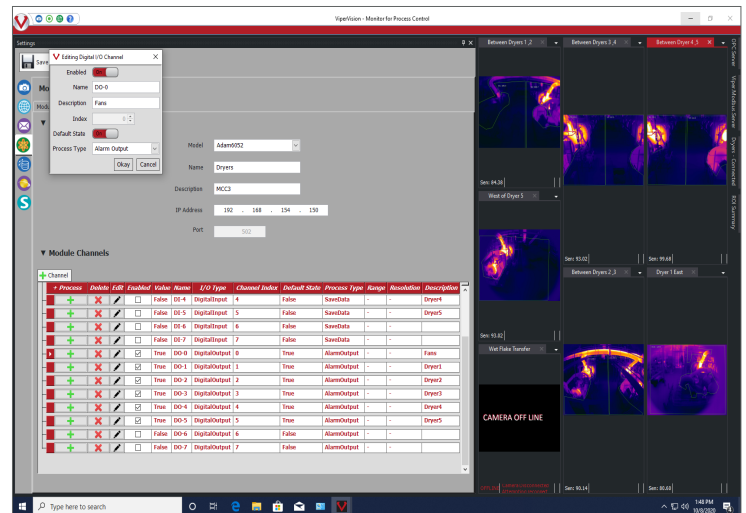 ViperVision - Monitor for Process Control
Settings
Save
Editing Digital I/O Channel
Enabled
Name DO-0
Description Fans
Index 0
Default State
Process Type Alarm Output
Okay Cancel
Model Adam6052
Name Dryers
Description MCC3
IP Address 192 . 168 . 154 . 150
Port 502
Module Channels
Channel
+ Process Delete Edit Enabled Value Name I/O Type Channel Index Default State Process Type Range Resolution Description
False DI-4 DigitalInput 4 False SaveData - - Dryer4
False DI-5 DigitalInput 5 False SaveData - - Dryer5
False DI-6 DigitalInput 6 False SaveData - -
False DI-7 DigitalInput 7 False SaveData - -
True DO-0 DigitalOutput 0 True AlarmOutput - - Fans
True DO-1 DigitalOutput 1 True AlarmOutput - - Dryer1
True DO-2 DigitalOutput 2 True AlarmOutput - - Dryer2
True DO-3 DigitalOutput 3 True AlarmOutput - - Dryer3
True DO-4 DigitalOutput 4 True AlarmOutput - - Dryer4
True DO-5 DigitalOutput 5 True AlarmOutput - - Dryer5
False DO-6 DigitalOutput 6 False AlarmOutput - -
False DO-7 DigitalOutput 7 False AlarmOutput - -
Between Dryers 1_2
Between Dryers 3_4
Between Dryer 4_5
Sen: 84.38
West of Dryer 5
Sen: 93.02
Sen: 99.68
Between Dryers 2_3
Dryer 1 East
Sen: 93.82
Wet Flake Transfer
CAMERA OFF LINE
Sen: 90.14
Sen: 80.60
OPC Server
Viper Modbus Server
Dryers - Connected
ROI Summary
Type here to search
1:48 PM
10/8/2020